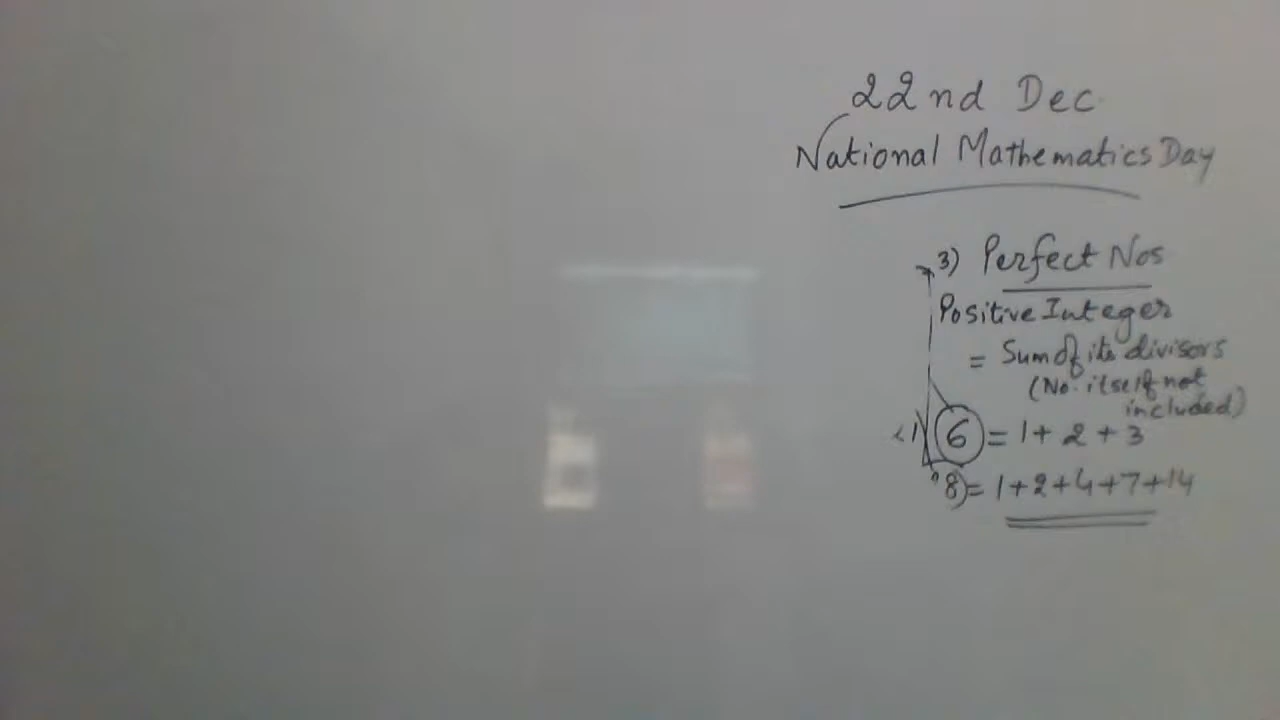 22nd Dec
National Mathematics Day
3) Perfect Nos
Positive Integer
= Sum of its divisors
(No. itself not
included)
6 = 1 + 2 + 3
8) = 1+2+4+7+14